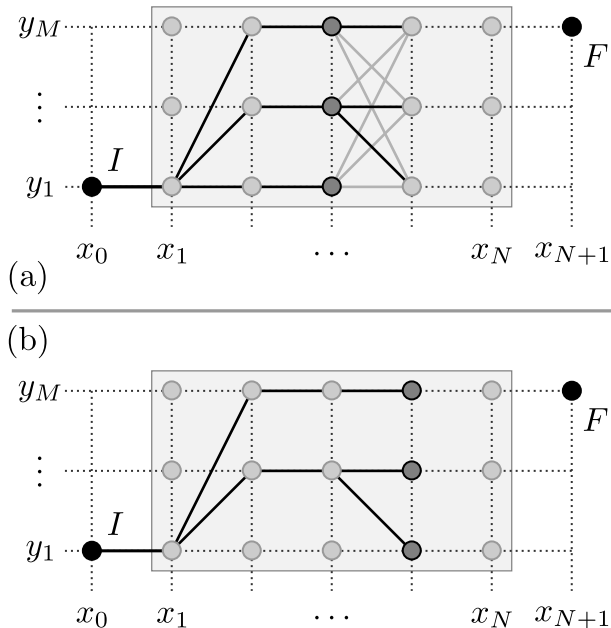 y_M
F
⋮
I
y_1
x_0 x_1 ... x_N x_{N+1}
(a)
(b)
y_M
F
⋮
I
y_1
x_0 x_1 ... x_N x_{N+1}